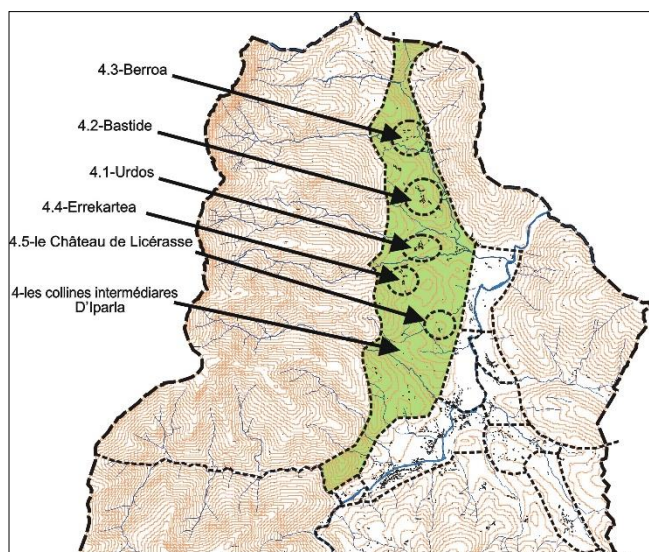 4.3-Berroa
4.2-Bastide
4.1-Urdos
4.4-Errekartea
4.5-le Château de Licérasse
4-les collines intermédiares
D'Iparla